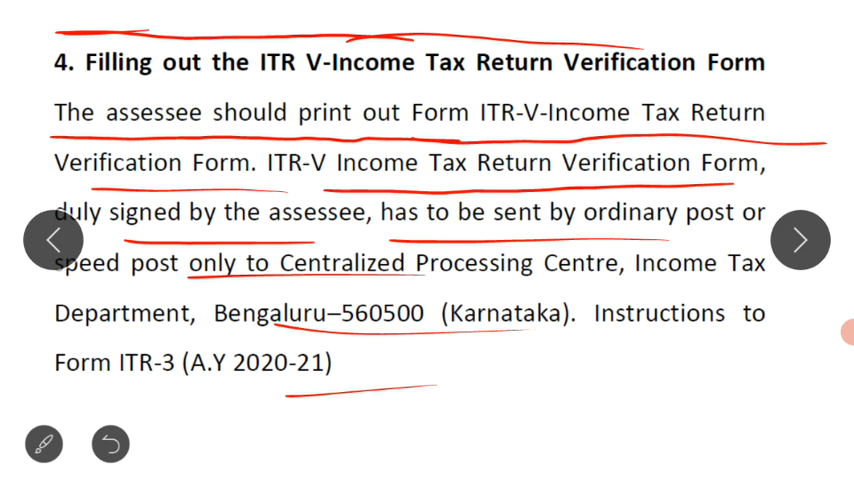 4. Filling out the ITR V-Income Tax Return Verification Form
The assessee should print out Form ITR-V-Income Tax Return
Verification Form. ITR-V Income Tax Return Verification Form,
duly signed by the assessee, has to be sent by ordinary post or
speed post only to Centralized Processing Centre, Income Tax
Department, Bengaluru–560500 (Karnataka). Instructions to
Form ITR-3 (A.Y 2020-21)